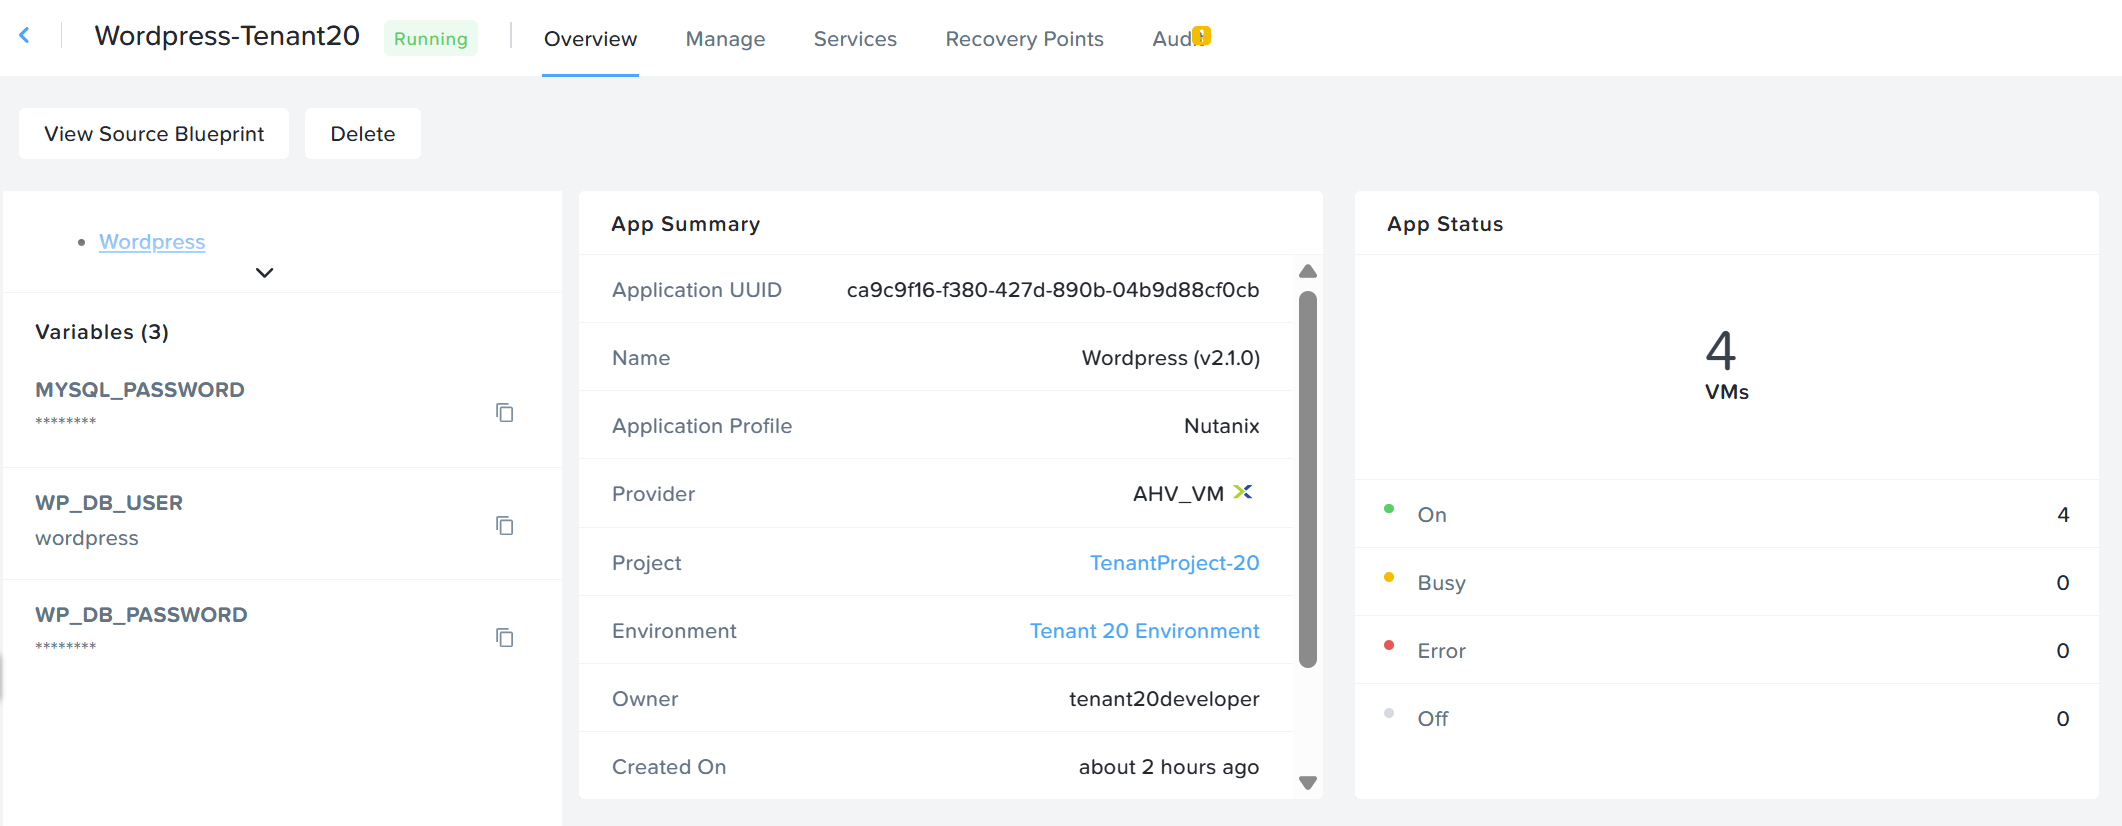 Wordpress-Tenant20 Running Overview Manage Services Recovery Points Audit
View Source Blueprint Delete
Wordpress
Variables (3)
MYSQL_PASSWORD
********
WP_DB_USER
wordpress
WP_DB_PASSWORD
********
App Summary
Application UUID ca9c9f16-f380-427d-890b-04b9d88cf0cb
Name Wordpress (v2.1.0)
Application Profile Nutanix
Provider AHV_VM
Project TenantProject-20
Environment Tenant 20 Environment
Owner tenant20developer
Created On about 2 hours ago
App Status
4
VMs
On 4
Busy 0
Error 0
Off 0